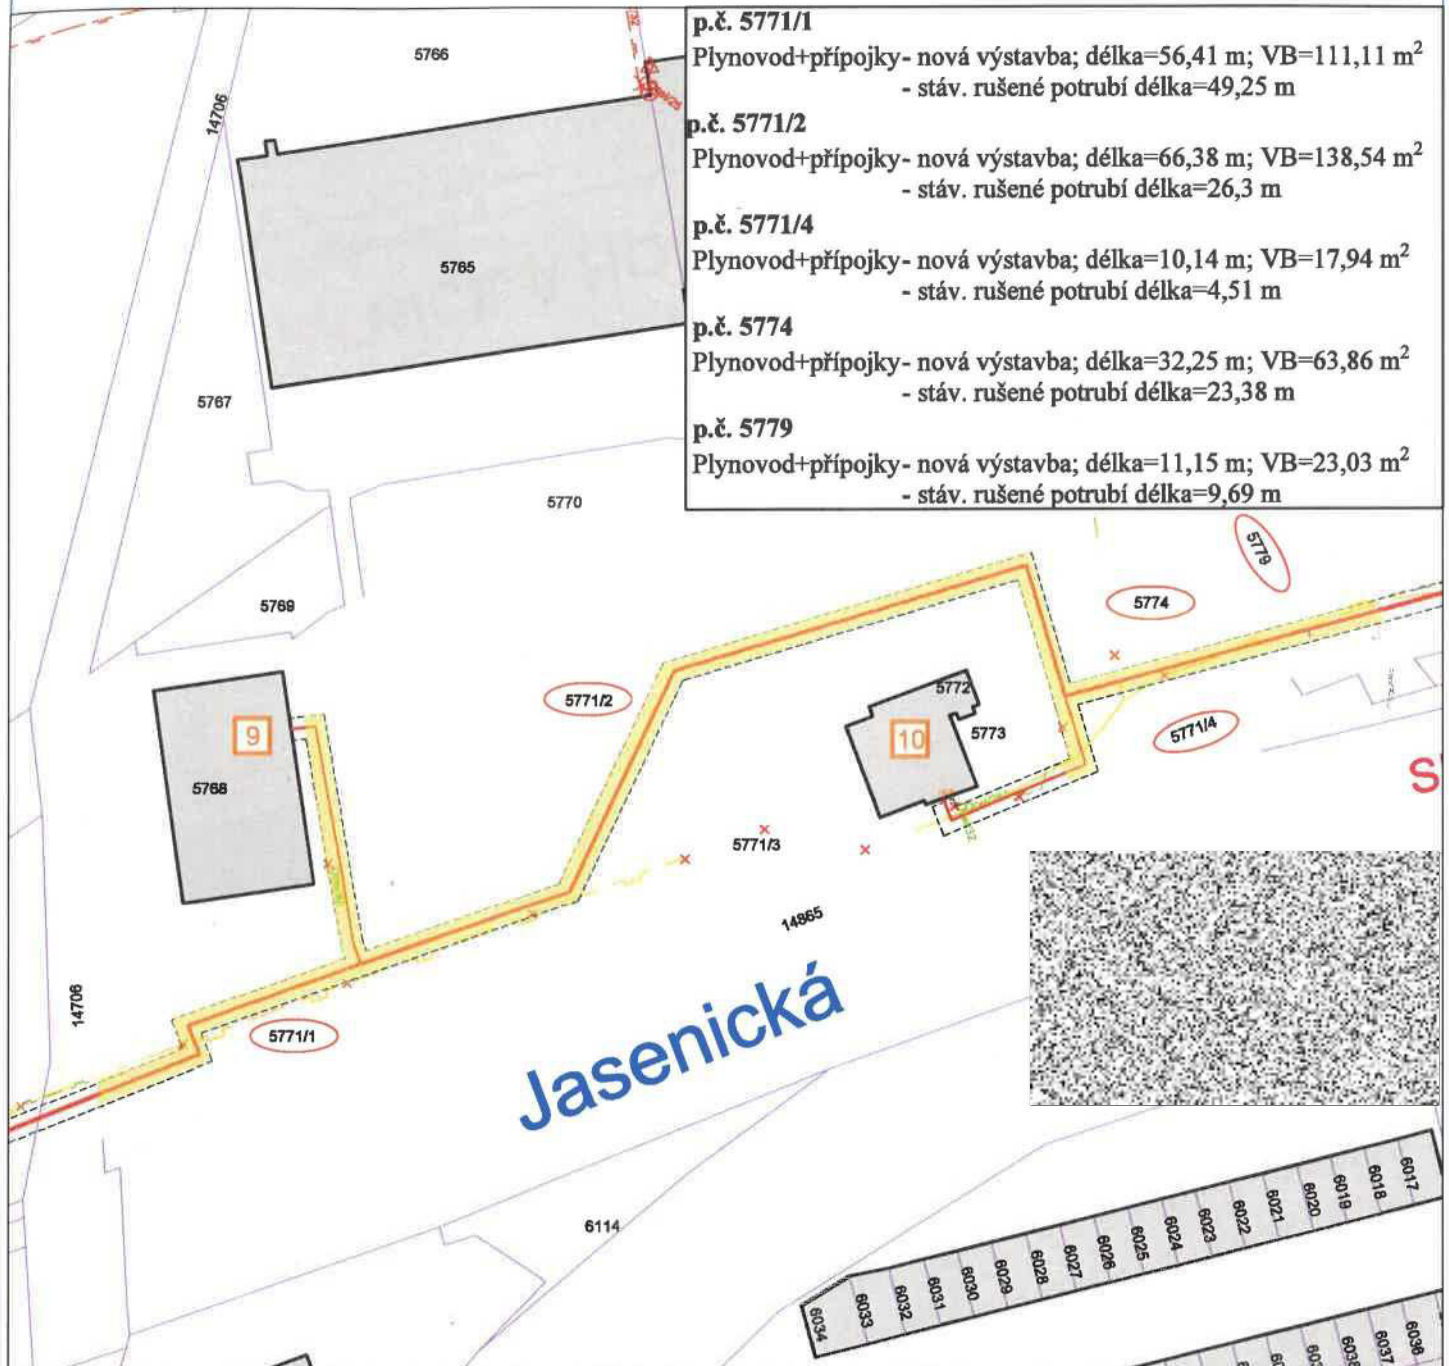 p.č. 5771/1
Plynovod+přípojky- nová výstavba; délka=56,41 m; VB=111,11 m²
- stáv. rušené potrubí délka=49,25 m
p.č. 5771/2
Plynovod+přípojky- nová výstavba; délka=66,38 m; VB=138,54 m²
- stáv. rušené potrubí délka=26,3 m
p.č. 5771/4
Plynovod+přípojky- nová výstavba; délka=10,14 m; VB=17,94 m²
- stáv. rušené potrubí délka=4,51 m
p.č. 5774
Plynovod+přípojky- nová výstavba; délka=32,25 m; VB=63,86 m²
- stáv. rušené potrubí délka=23,38 m
p.č. 5779
Plynovod+přípojky- nová výstavba; délka=11,15 m; VB=23,03 m²
- stáv. rušené potrubí délka=9,69 m
5766
14706
5765
5767
5770
5779
5769
5774
5772
5771/2
9
10
5773
5771/4
5768
5771/3
14865
14706
5771/1
Jasenická
6114
6017
6018
6019
6020
6021
6022
6023
6024
6025
6026
6027
6028
6029
6030
6031
6032
6033
6034
6036
6037